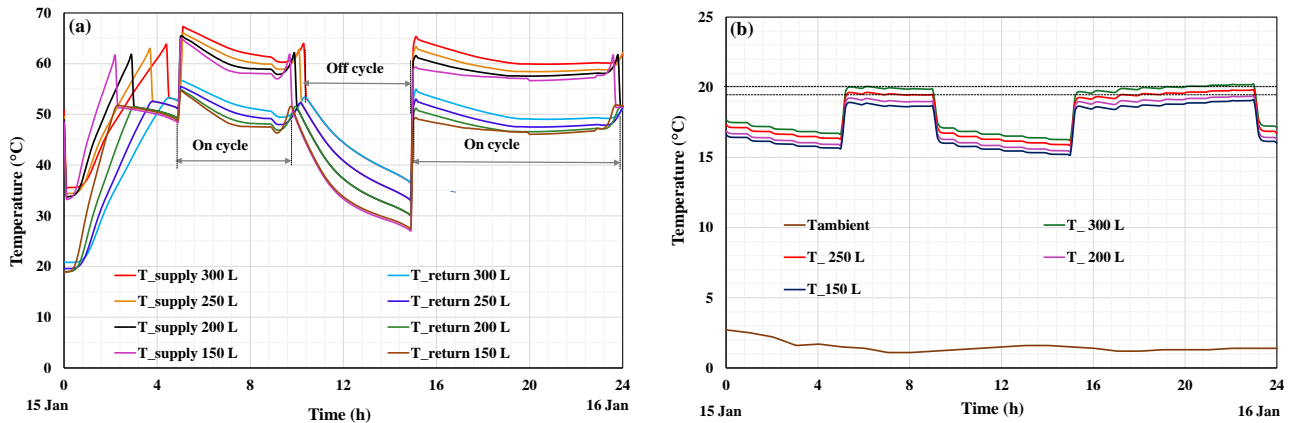 (a)
Temperature (°C)
70
60
50
40
30
20
10
0
Off cycle
On cycle
On cycle
T_supply 300 L
T_return 300 L
T_supply 250 L
T_return 250 L
T_supply 200 L
T_return 200 L
T_supply 150 L
T_return 150 L
0 4 8 12 16 20 24
15 Jan
Time (h)
16 Jan
(b)
Temperature (°C)
25
20
15
10
5
0
Tambient
T_ 300 L
T_ 250 L
T_ 200 L
T_150 L
0 4 8 12 16 20 24
15 Jan
Time (h)
16 Jan